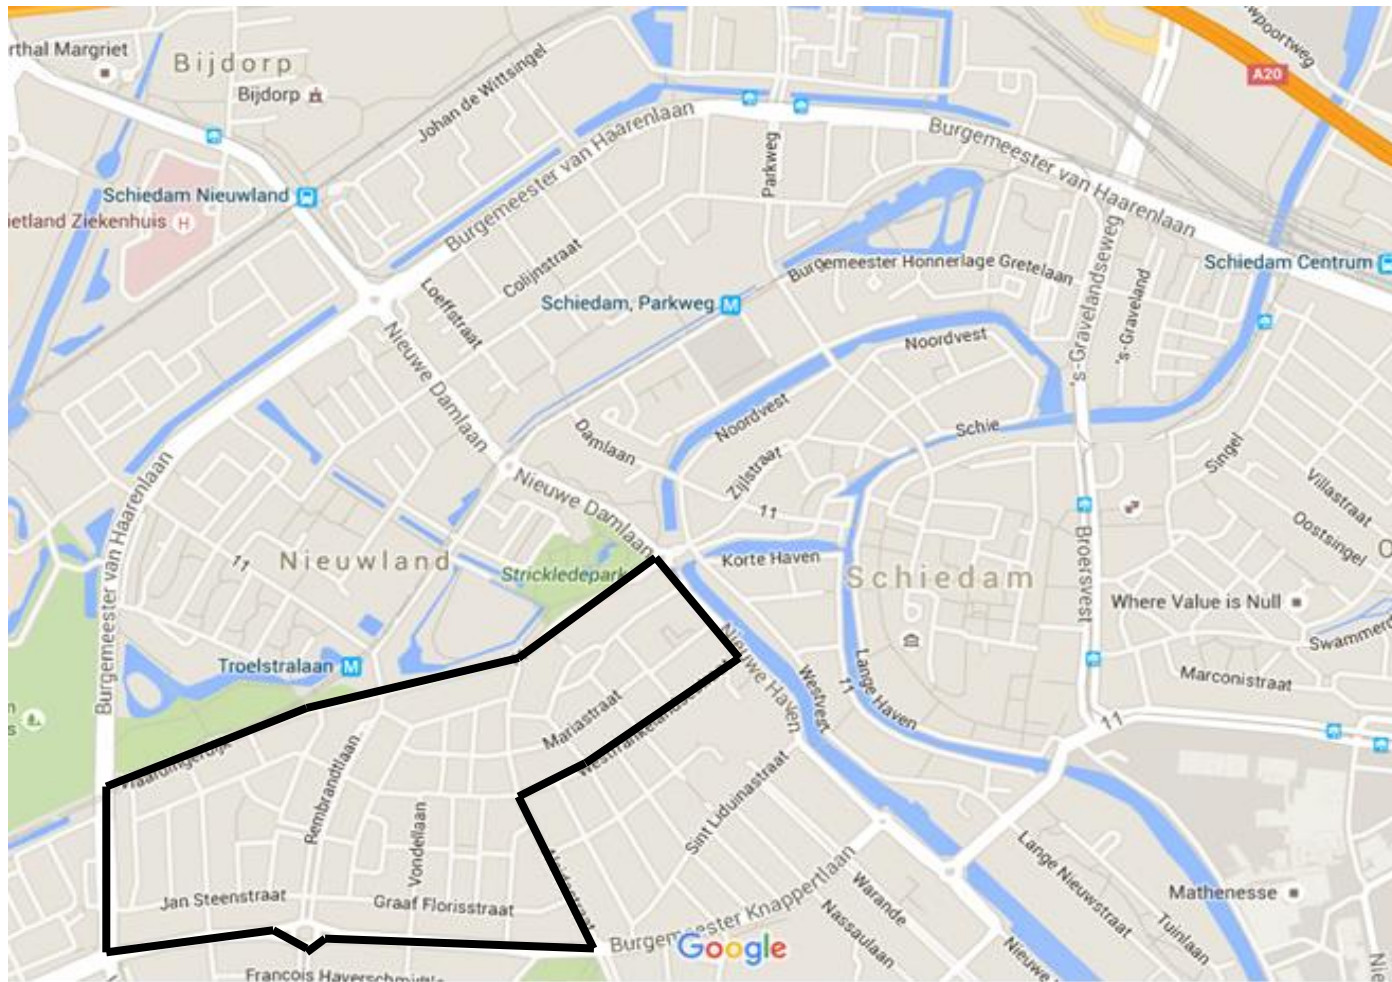 rthal Margriet
Bijdorp
Bijdorp
Johan de Wittsingel
A20
Burgemeester van Haarenlaan
Parkweg
Burgemeester van Haarenlaan
Schiedam Nieuwland
ietland Ziekenhuis H
Burgemeester van Haarenlaan
Colijnstraat
Loeffstraat
Schiedam, Parkweg M
Burgemeester Honnerlage Gretelaan
's-Gravelandseweg
's-Graveland
Schiedam Centrum
Nieuwe Damlaan
Noordvest
Noordvest
Damlaan
Schie
Singel
Zijlstraat
Villastraat
Nieuwe Damlaan
11
Oostsingel
Broersvest
11
Nieuwland
Strickledepark
Korte Haven
Schiedam
Where Value is Null
Troelstralaan M
Nieuwe Haven
Westvest
11
Lange Haven
Marconistraat
Mariastraat
11
Rembrandtlaan
Vondellaan
Sint Liduinastraat
Jan Steenstraat
Graaf Florisstraat
Burgemeester Knappertlaan
Warande
Nassaulaan
Lange Nieuwstraat
Tuinlaan
Mathenesse
Google
Nieuwe
Nie